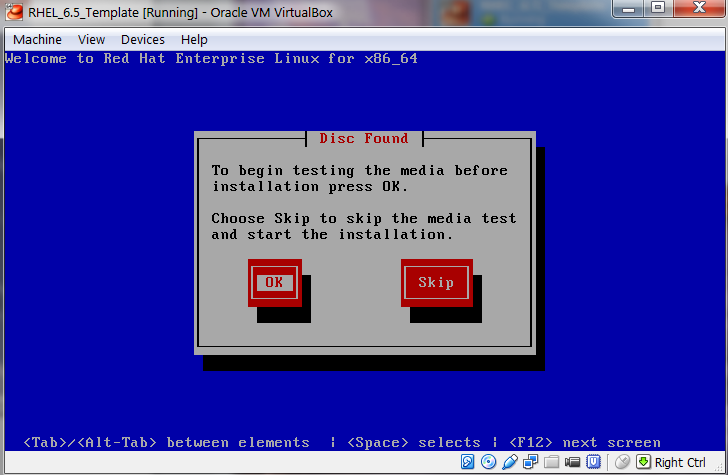 RHEL_6.5_Template [Running] - Oracle VM VirtualBox
Machine View Devices Help
Welcome to Red Hat Enterprise Linux for x86_64
Disc Found
To begin testing the media before
installation press OK.
Choose Skip to skip the media test
and start the installation.
OK Skip
<Tab>/<Alt-Tab> between elements | <Space> selects | <F12> next screen
Right Ctrl